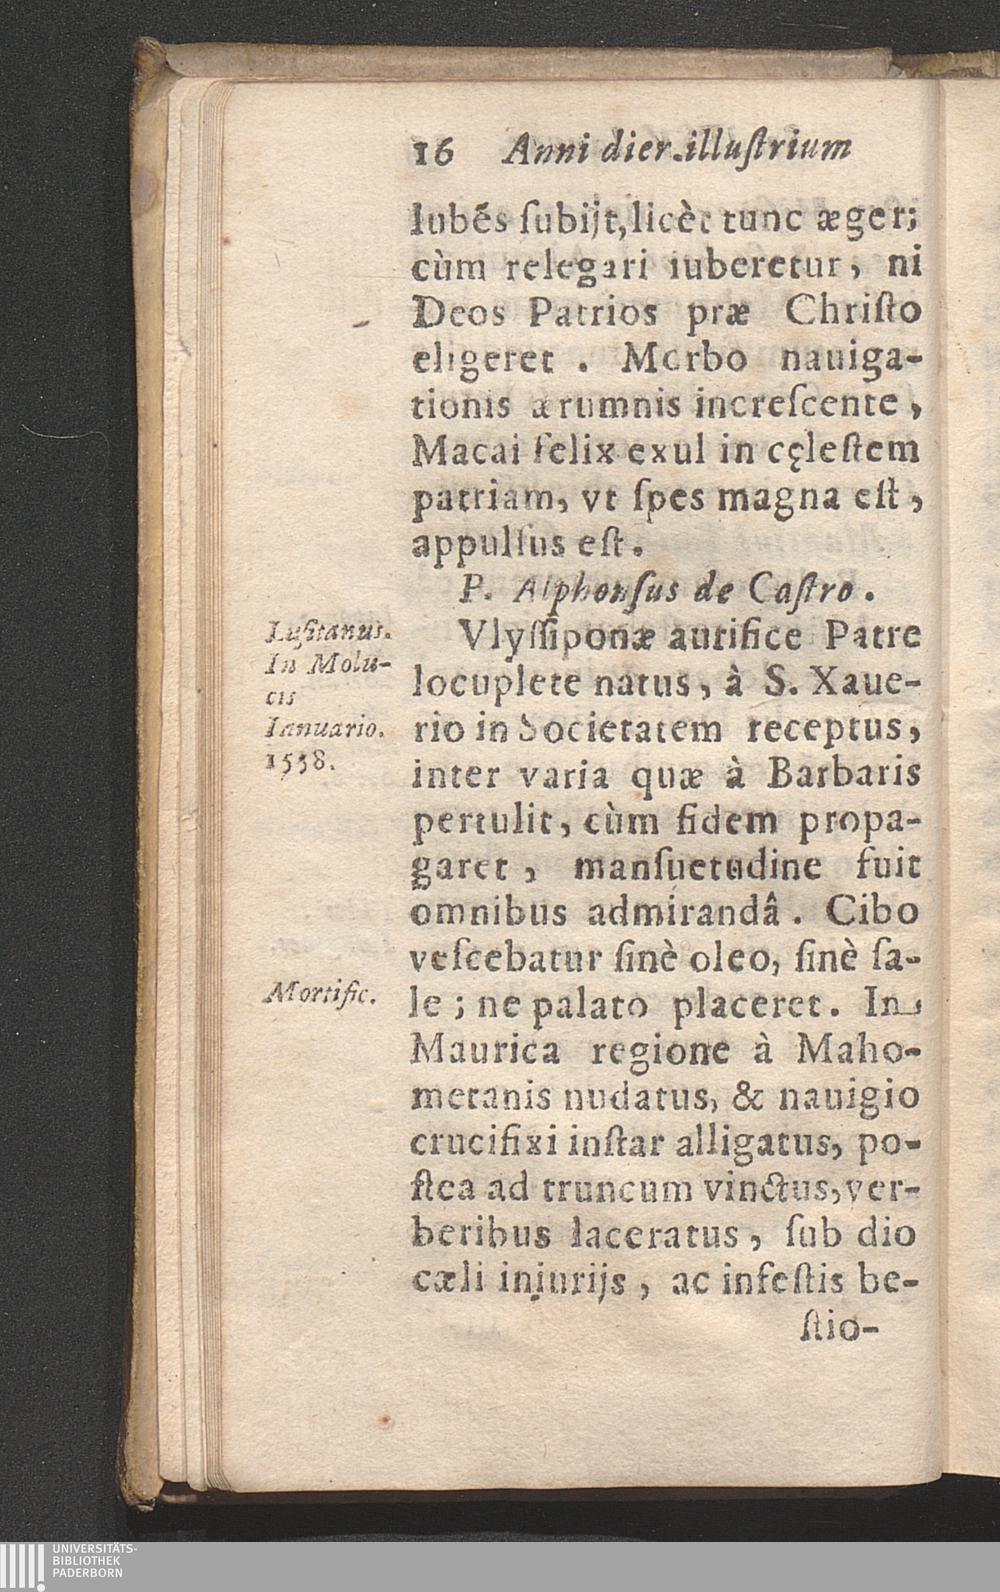 16 Anni dier. illuſtrium
lubẽs ſubijt, licèt tunc æger;
cùm relegari iuberetur, ni
Deos Patrios præ Chriſto
eligeret . Morbo nauiga-
tionis ærumnis increſcente ,
Macai felix exul in cęleſtem
patriam, vt ſpes magna eſt ,
appulſus eſt .
P. Alphonſus de Caſtro .
Luſitanus.
In Molu-
cis
Ianuario.
1558.
Vlyſſiponæ aurifice Patre
locuplete natus , à S. Xaue-
rio in Societatem receptus ,
inter varia quæ à Barbaris
pertulit , cùm fidem propa-
garet , manſuetudine fuit
omnibus admirandâ . Cibo
veſcebatur ſinè oleo, ſinè ſa-
Mortific.
le ; ne palato placeret . In
Maurica regione à Maho-
metanis nudatus, & nauigio
crucifixi inſtar alligatus, po-
ſtea ad truncum vinctus, ver-
beribus laceratus , ſub dio
cæli iniurijs , ac infeſtis be-
ſtio-
UNIVERSITÄTS-
BIBLIOTHEK
PADERBORN